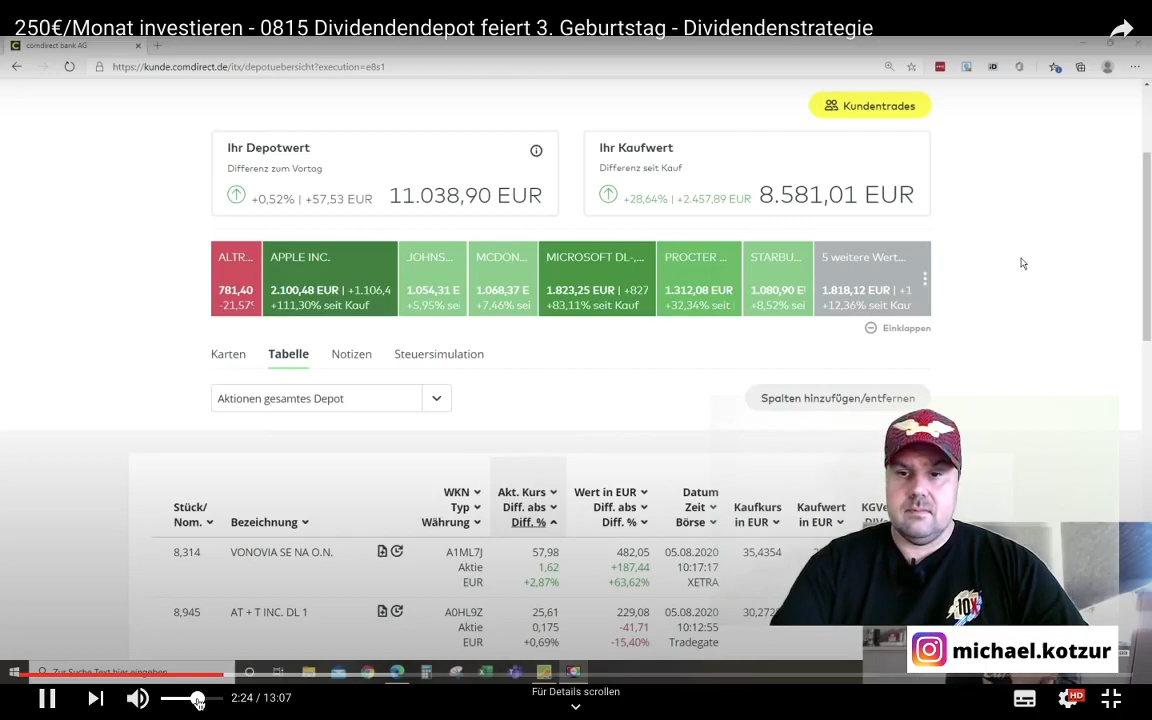 250€/Monat investieren - 0815 Dividendendepot feiert 3. Geburtstag - Dividendenstrategie
comdirect bank AG
https://kunde.comdirect.de/itx/depotuebersicht?execution=e8s1
Kundentrades
Ihr Depotwert
Differenz zum Vortag
+0,52% | +57,53 EUR 11.038,90 EUR
Ihr Kaufwert
Differenz seit Kauf
+28,64% | +2.457,89 EUR 8.581,01 EUR
ALTR... APPLE INC. JOHNS... MCDON... MICROSOFT DL-,... PROCTER ... STARBU... 5 weitere Wert...
781,40 2.100,48 EUR | +1.106,4 1.054,31 E 1.068,37 E 1.823,25 EUR | +827 1.312,08 EUR 1.080,90 E 1.818,12 EUR | +1
-21,57% +111,30% seit Kauf +5,95% sei +7,46% sei +83,11% seit Kauf +32,34% seit +8,52% sei +12,36% seit Kau
Einklappen
Karten Tabelle Notizen Steuersimulation
Aktionen gesamtes Depot
Spalten hinzufügen/entfernen
WKN Akt. Kurs Wert in EUR Datum
Stück/ Typ Diff. abs Diff. abs Zeit Kaufkurs Kaufwert KGVe
Nom. Bezeichnung Währung Diff. % Diff. % Börse in EUR in EUR
8,314 VONOVIA SE NA O.N. A1ML7J 57,98 482,05 05.08.2020 35,4354
Aktie 1,62 +187,44 10:17:17
EUR +2,87% +63,62% XETRA
8,945 AT + T INC. DL 1 A0HL9Z 25,61 229,08 05.08.2020 30,272
Aktie 0,175 -41,71 10:12:55
EUR +0,69% -15,40% Tradegate
10X
michael.kotzur
Zur Suche Text hier eingeben
2:24 / 13:07
Für Details scrollen
HD